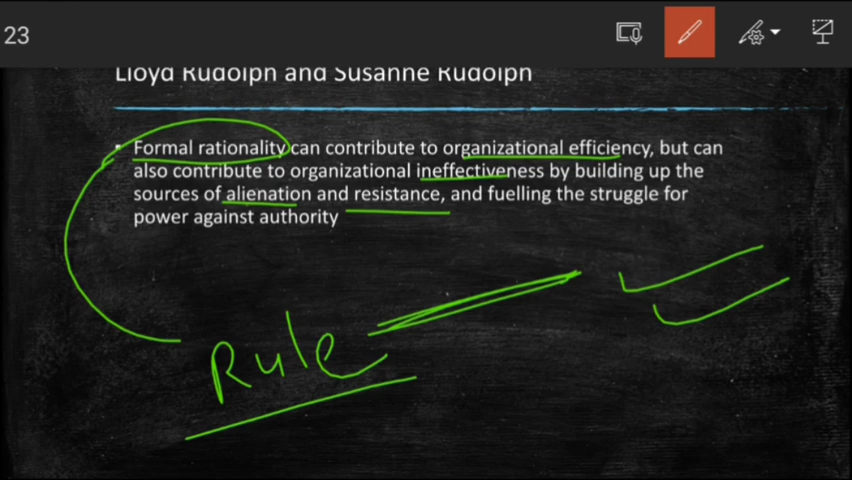 23
Lloyd Rudolph and Susanne Rudolph
Formal rationality can contribute to organizational efficiency, but can
also contribute to organizational ineffectiveness by building up the
sources of alienation and resistance, and fuelling the struggle for
power against authority
Rule